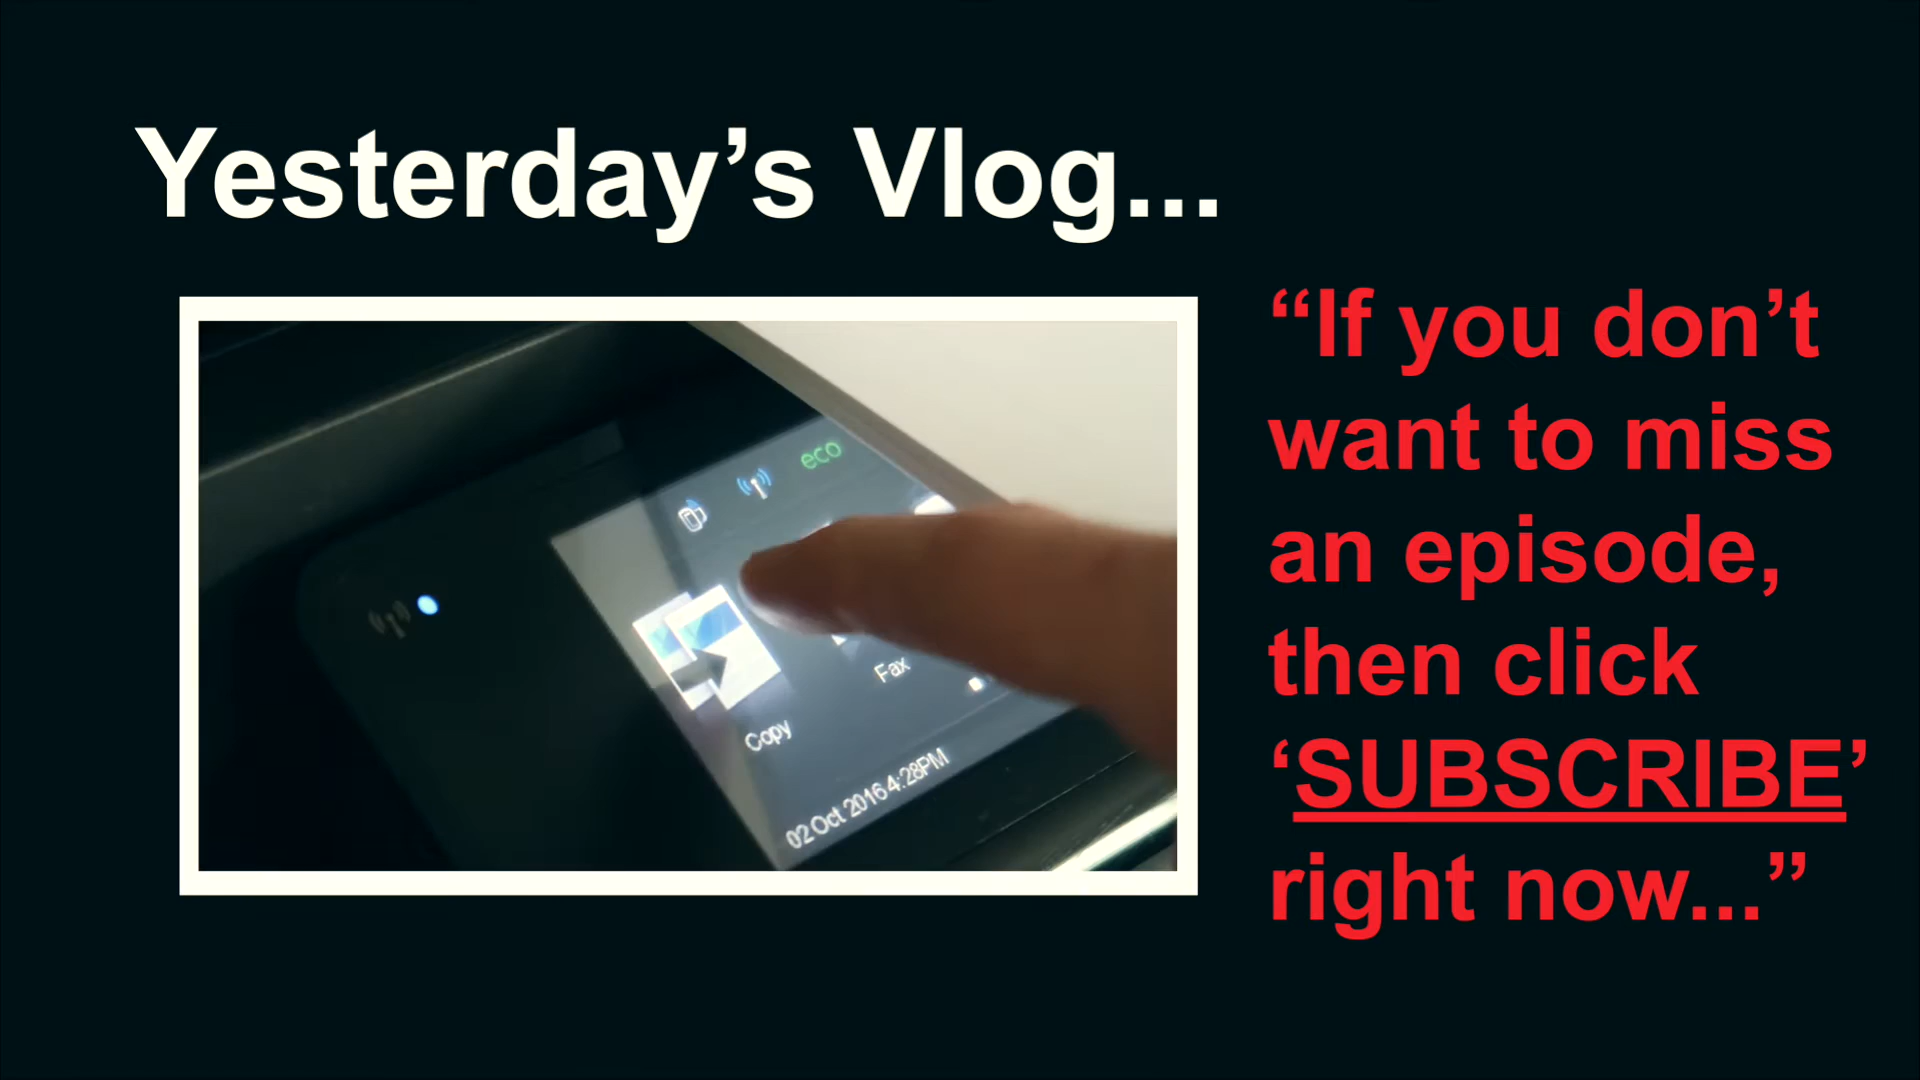 Yesterday’s Vlog...
eco
Fax
Copy
02 Oct 2016 4:28PM
“If you don’t
want to miss
an episode,
then click
‘SUBSCRIBE’
right now...”